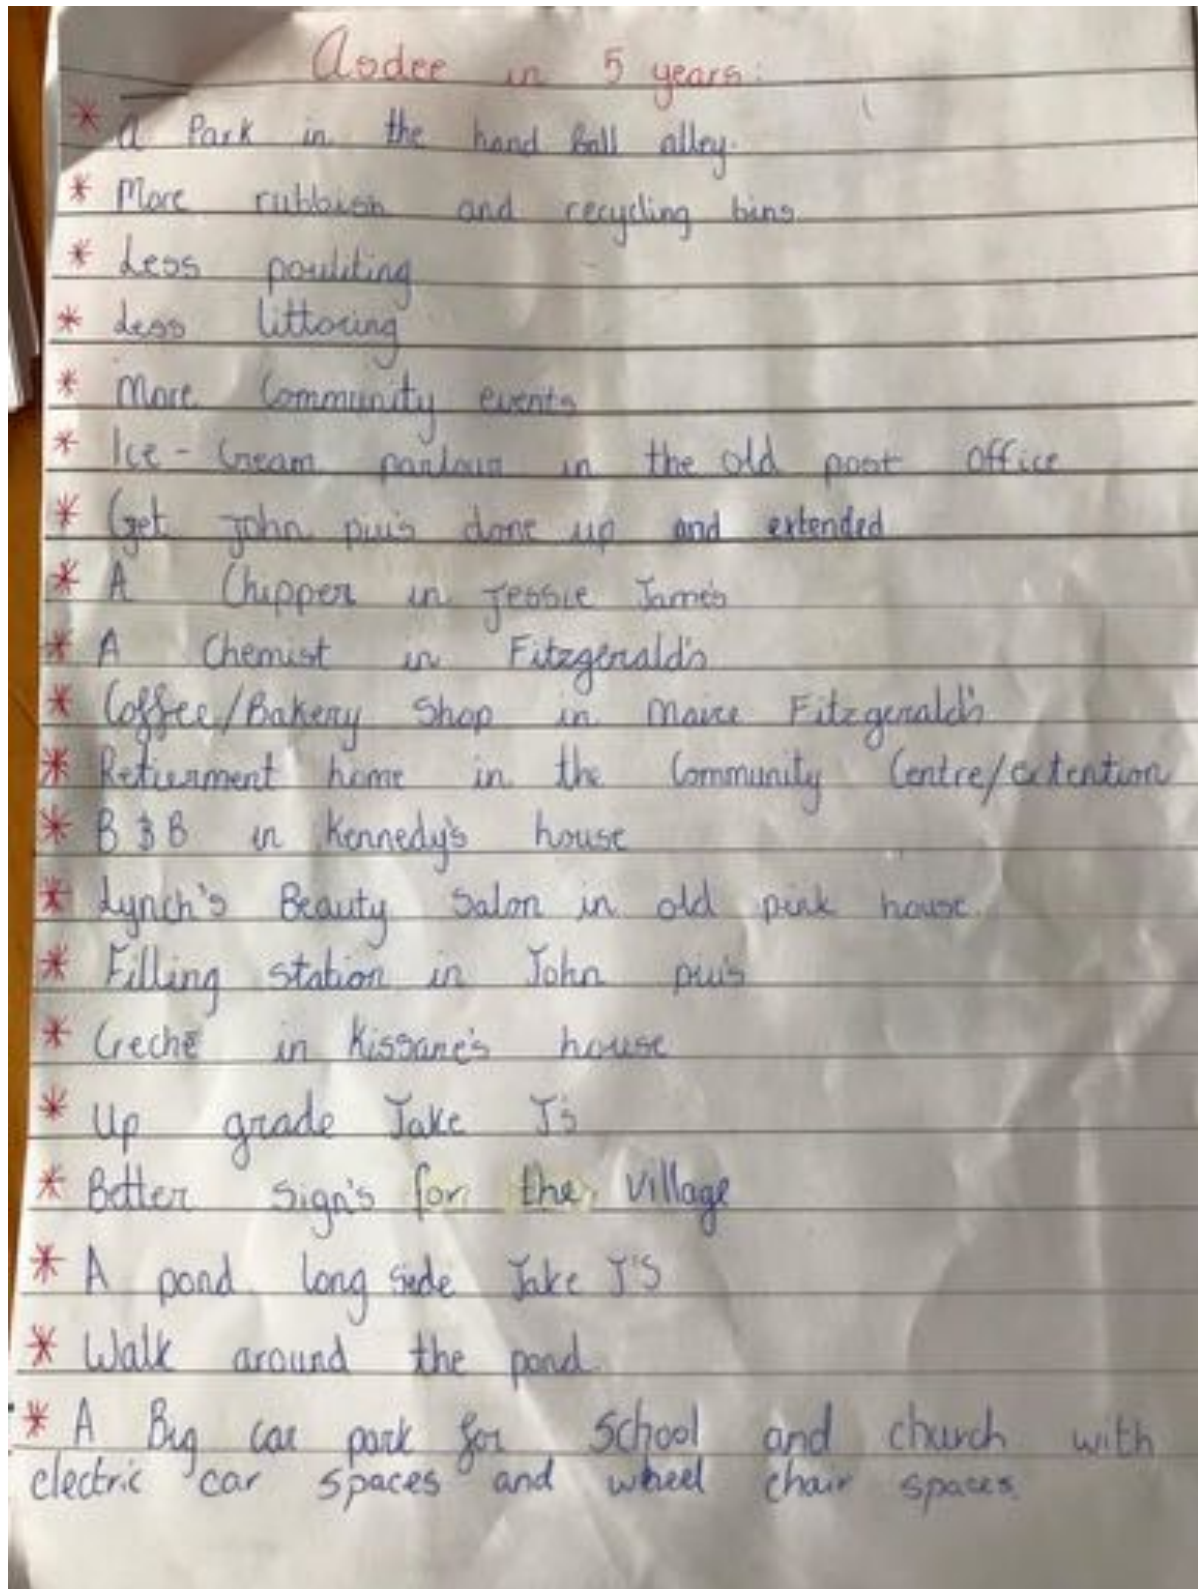 Asdee in 5 years:
* A Park in the hand Ball alley.
* More rubbish and recycling bins
* Less pouliting
* Less littoring
* More Community events
* Ice-Cream parlour in the old post office
* Get John puis done up and extended
* A Chipper in Jessie James
* A Chemist in Fitzgerald's
* Coffee/Bakery Shop in Maire Fitzgerald's
* Retierment home in the Community Centre/extention
* B & B in Kennedy's house
* Lynch's Beauty Salon in old pink house.
* Filling station in John puis
* Creche in Kissane's house
* Up grade Jake J's
* Better Sign's for the Village
* A pond long side Jake J'S
* Walk around the pond.
* A Big car park for School and church with
electric car spaces and wheel chair spaces.